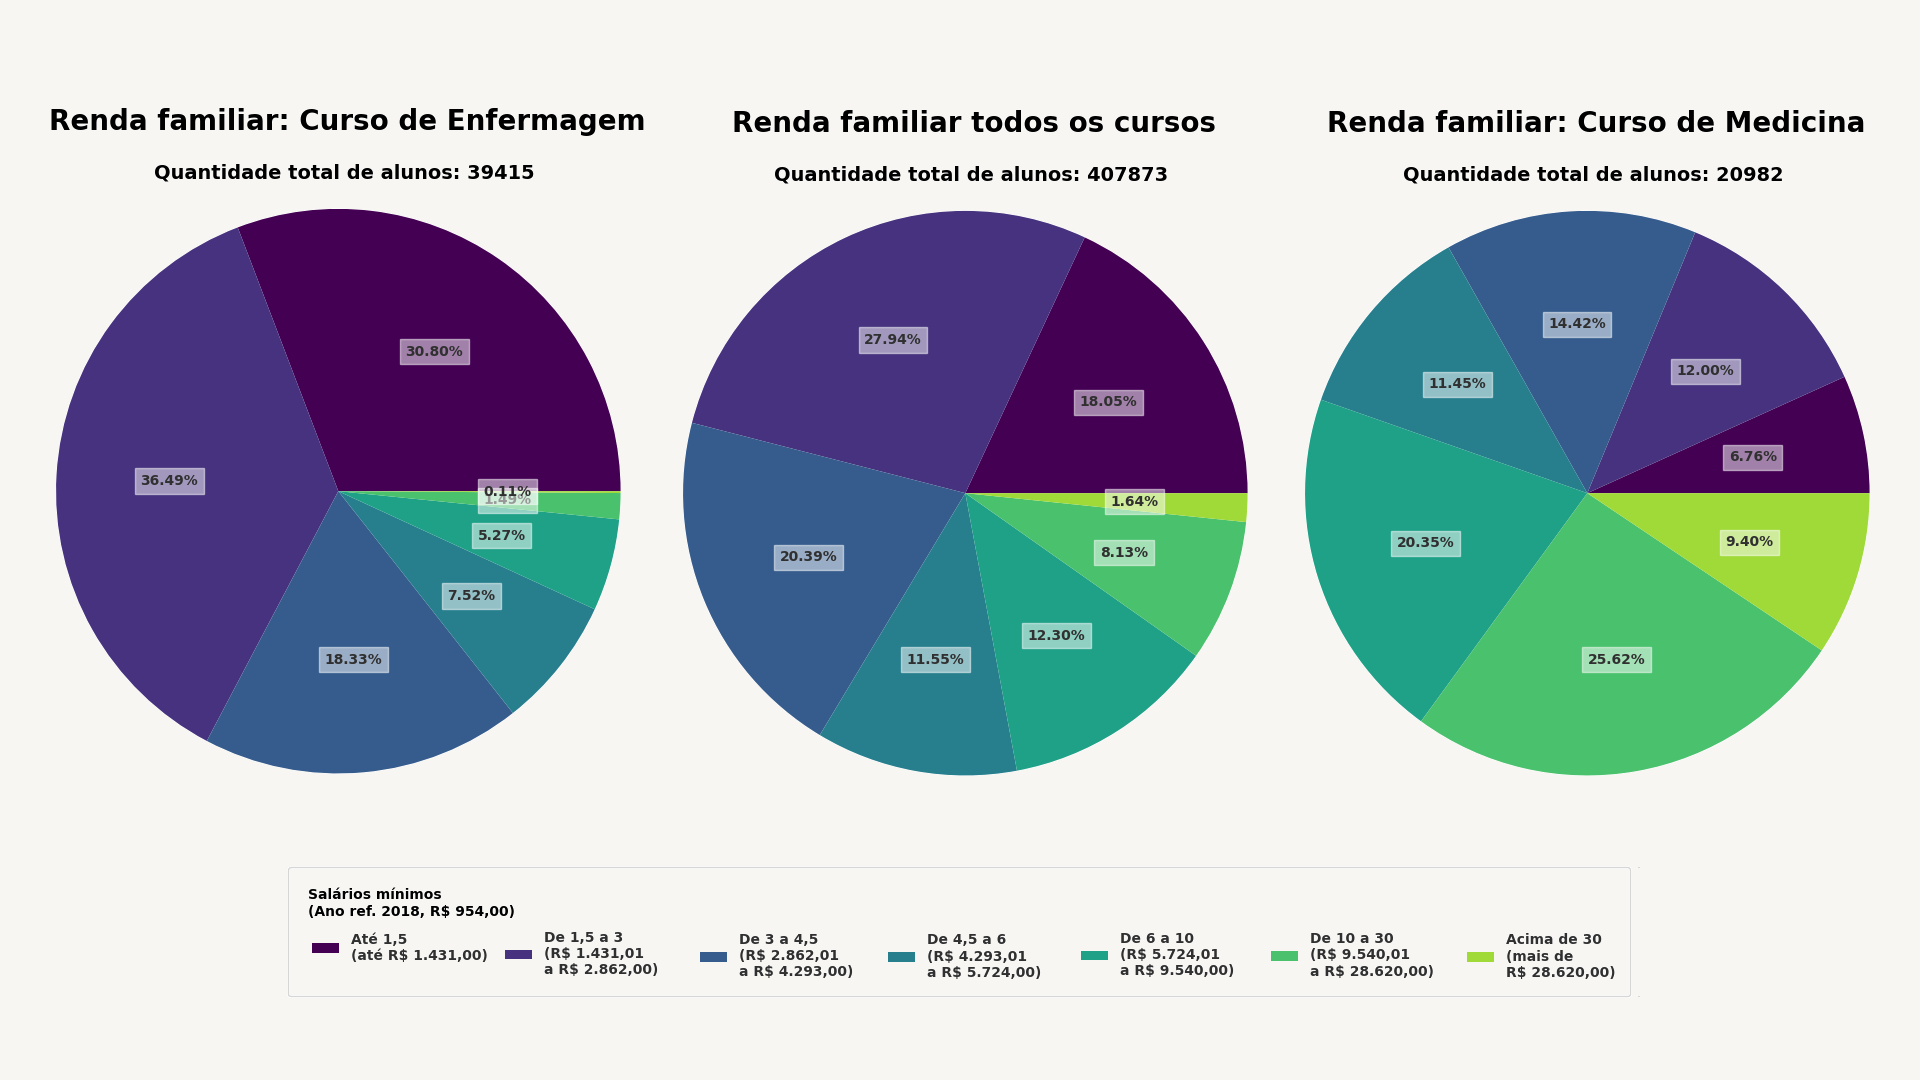 Renda familiar: Curso de Enfermagem
Quantidade total de alunos: 39415
30.80%
36.49%
18.33%
7.52%
5.27%
1.49%
0.11%
Renda familiar todos os cursos
Quantidade total de alunos: 407873
18.05%
27.94%
20.39%
11.55%
12.30%
8.13%
1.64%
Renda familiar: Curso de Medicina
Quantidade total de alunos: 20982
6.76%
12.00%
14.42%
11.45%
20.35%
25.62%
9.40%
Salários mínimos
(Ano ref. 2018, R$ 954,00)
Até 1,5
(até R$ 1.431,00)
De 1,5 a 3
(R$ 1.431,01
a R$ 2.862,00)
De 3 a 4,5
(R$ 2.862,01
a R$ 4.293,00)
De 4,5 a 6
(R$ 4.293,01
a R$ 5.724,00)
De 6 a 10
(R$ 5.724,01
a R$ 9.540,00)
De 10 a 30
(R$ 9.540,01
a R$ 28.620,00)
Acima de 30
(mais de
R$ 28.620,00)